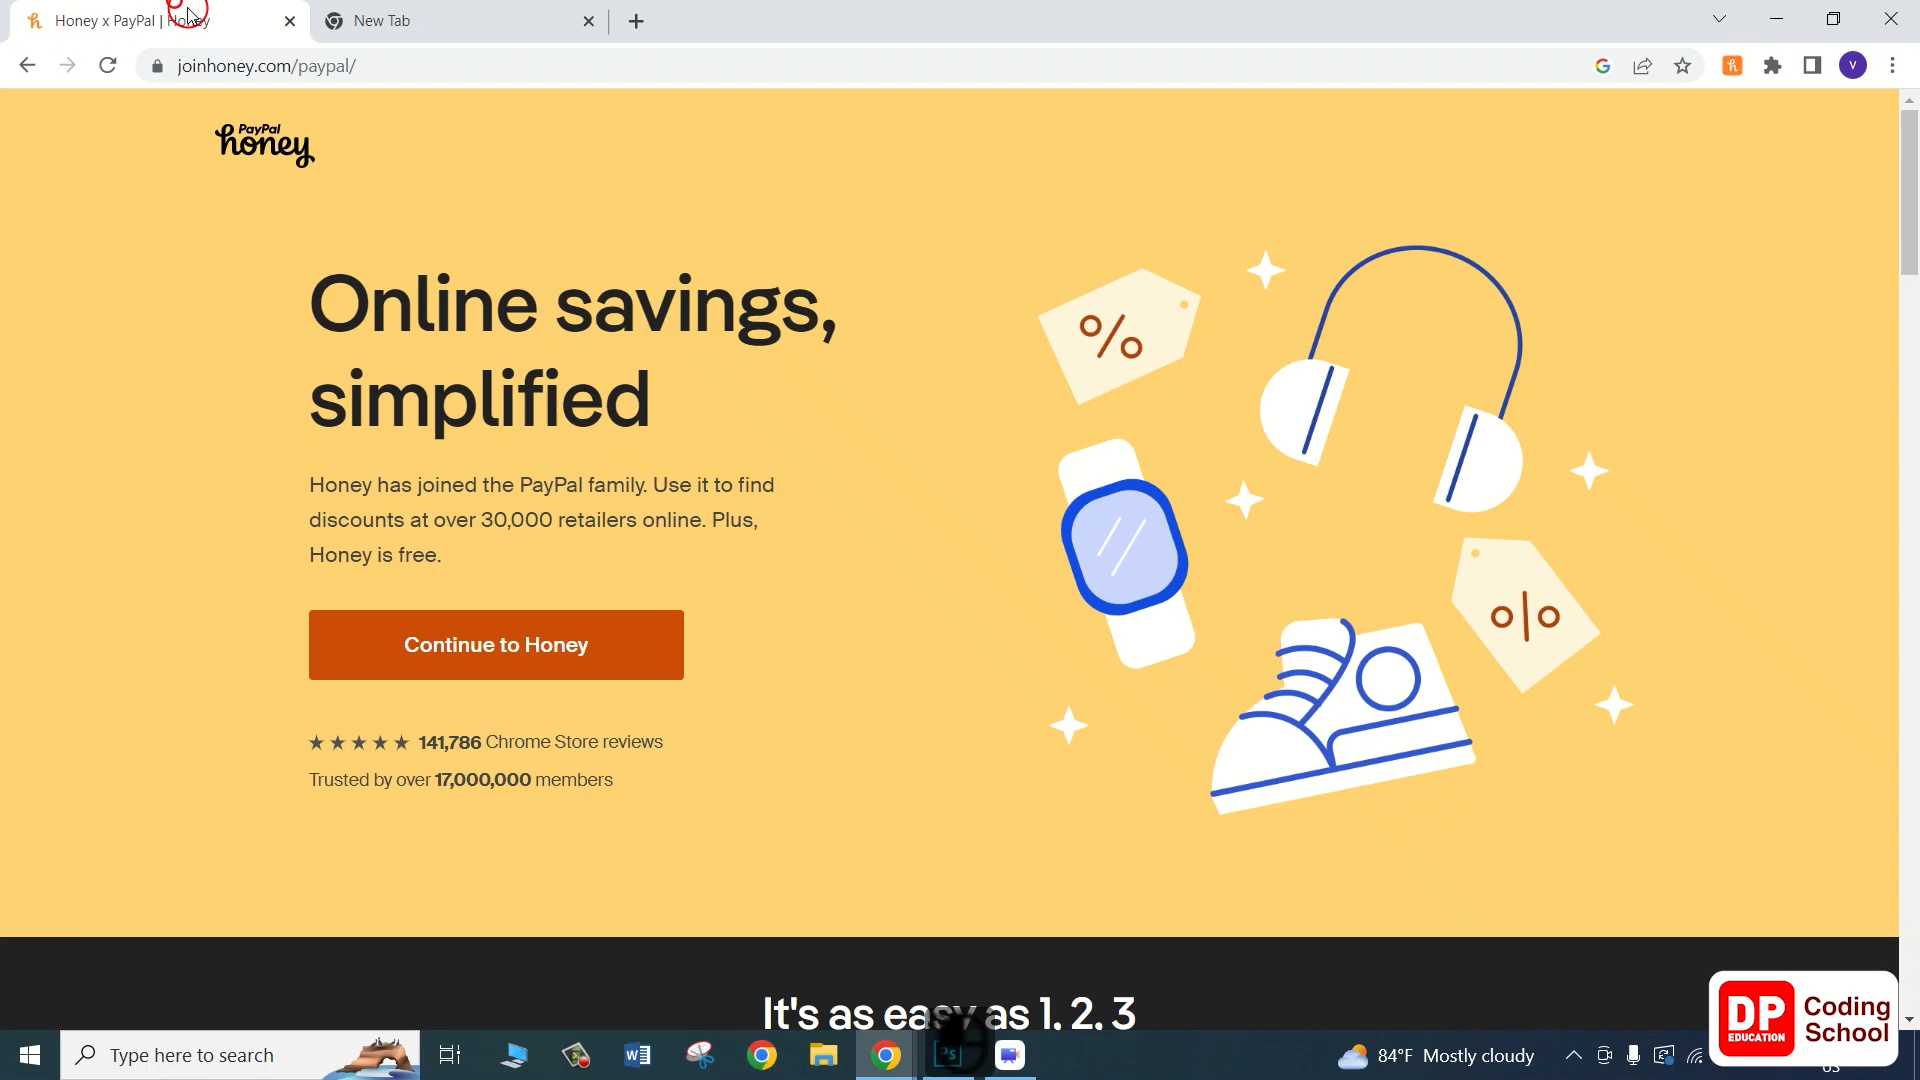 Honey x PayPal | Honey
New Tab
joinhoney.com/paypal/
V
PayPal
honey
Online savings,
simplified
Honey has joined the PayPal family. Use it to find
discounts at over 30,000 retailers online. Plus,
Honey is free.
Continue to Honey
★★★★★ 141,786 Chrome Store reviews
Trusted by over 17,000,000 members
It's as easy as 1, 2, 3
Type here to search
Ps
84°F Mostly cloudy
DP
EDUCATION
Coding
School